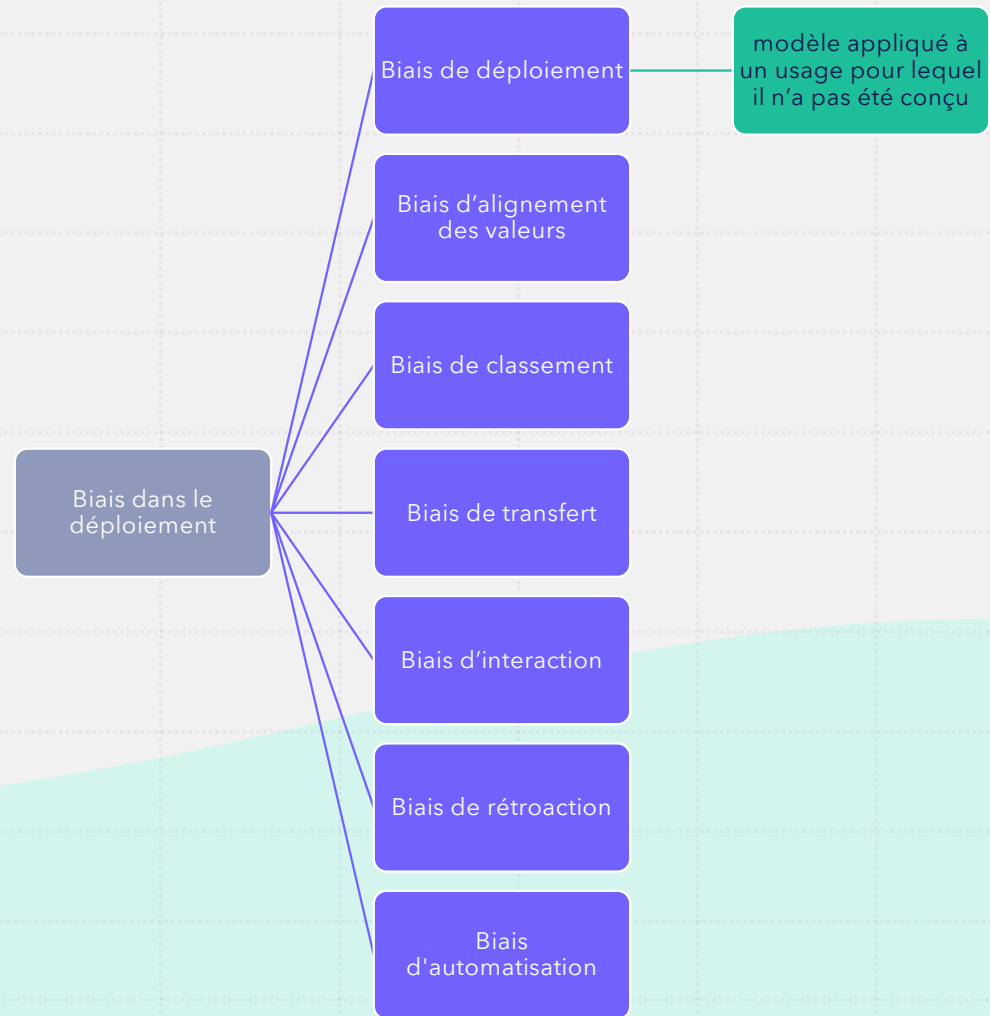 Biais de déploiement
modèle appliqué à
un usage pour lequel
il n’a pas été conçu
Biais d’alignement
des valeurs
Biais de classement
Biais dans le
déploiement
Biais de transfert
Biais d’interaction
Biais de rétroaction
Biais
d'automatisation